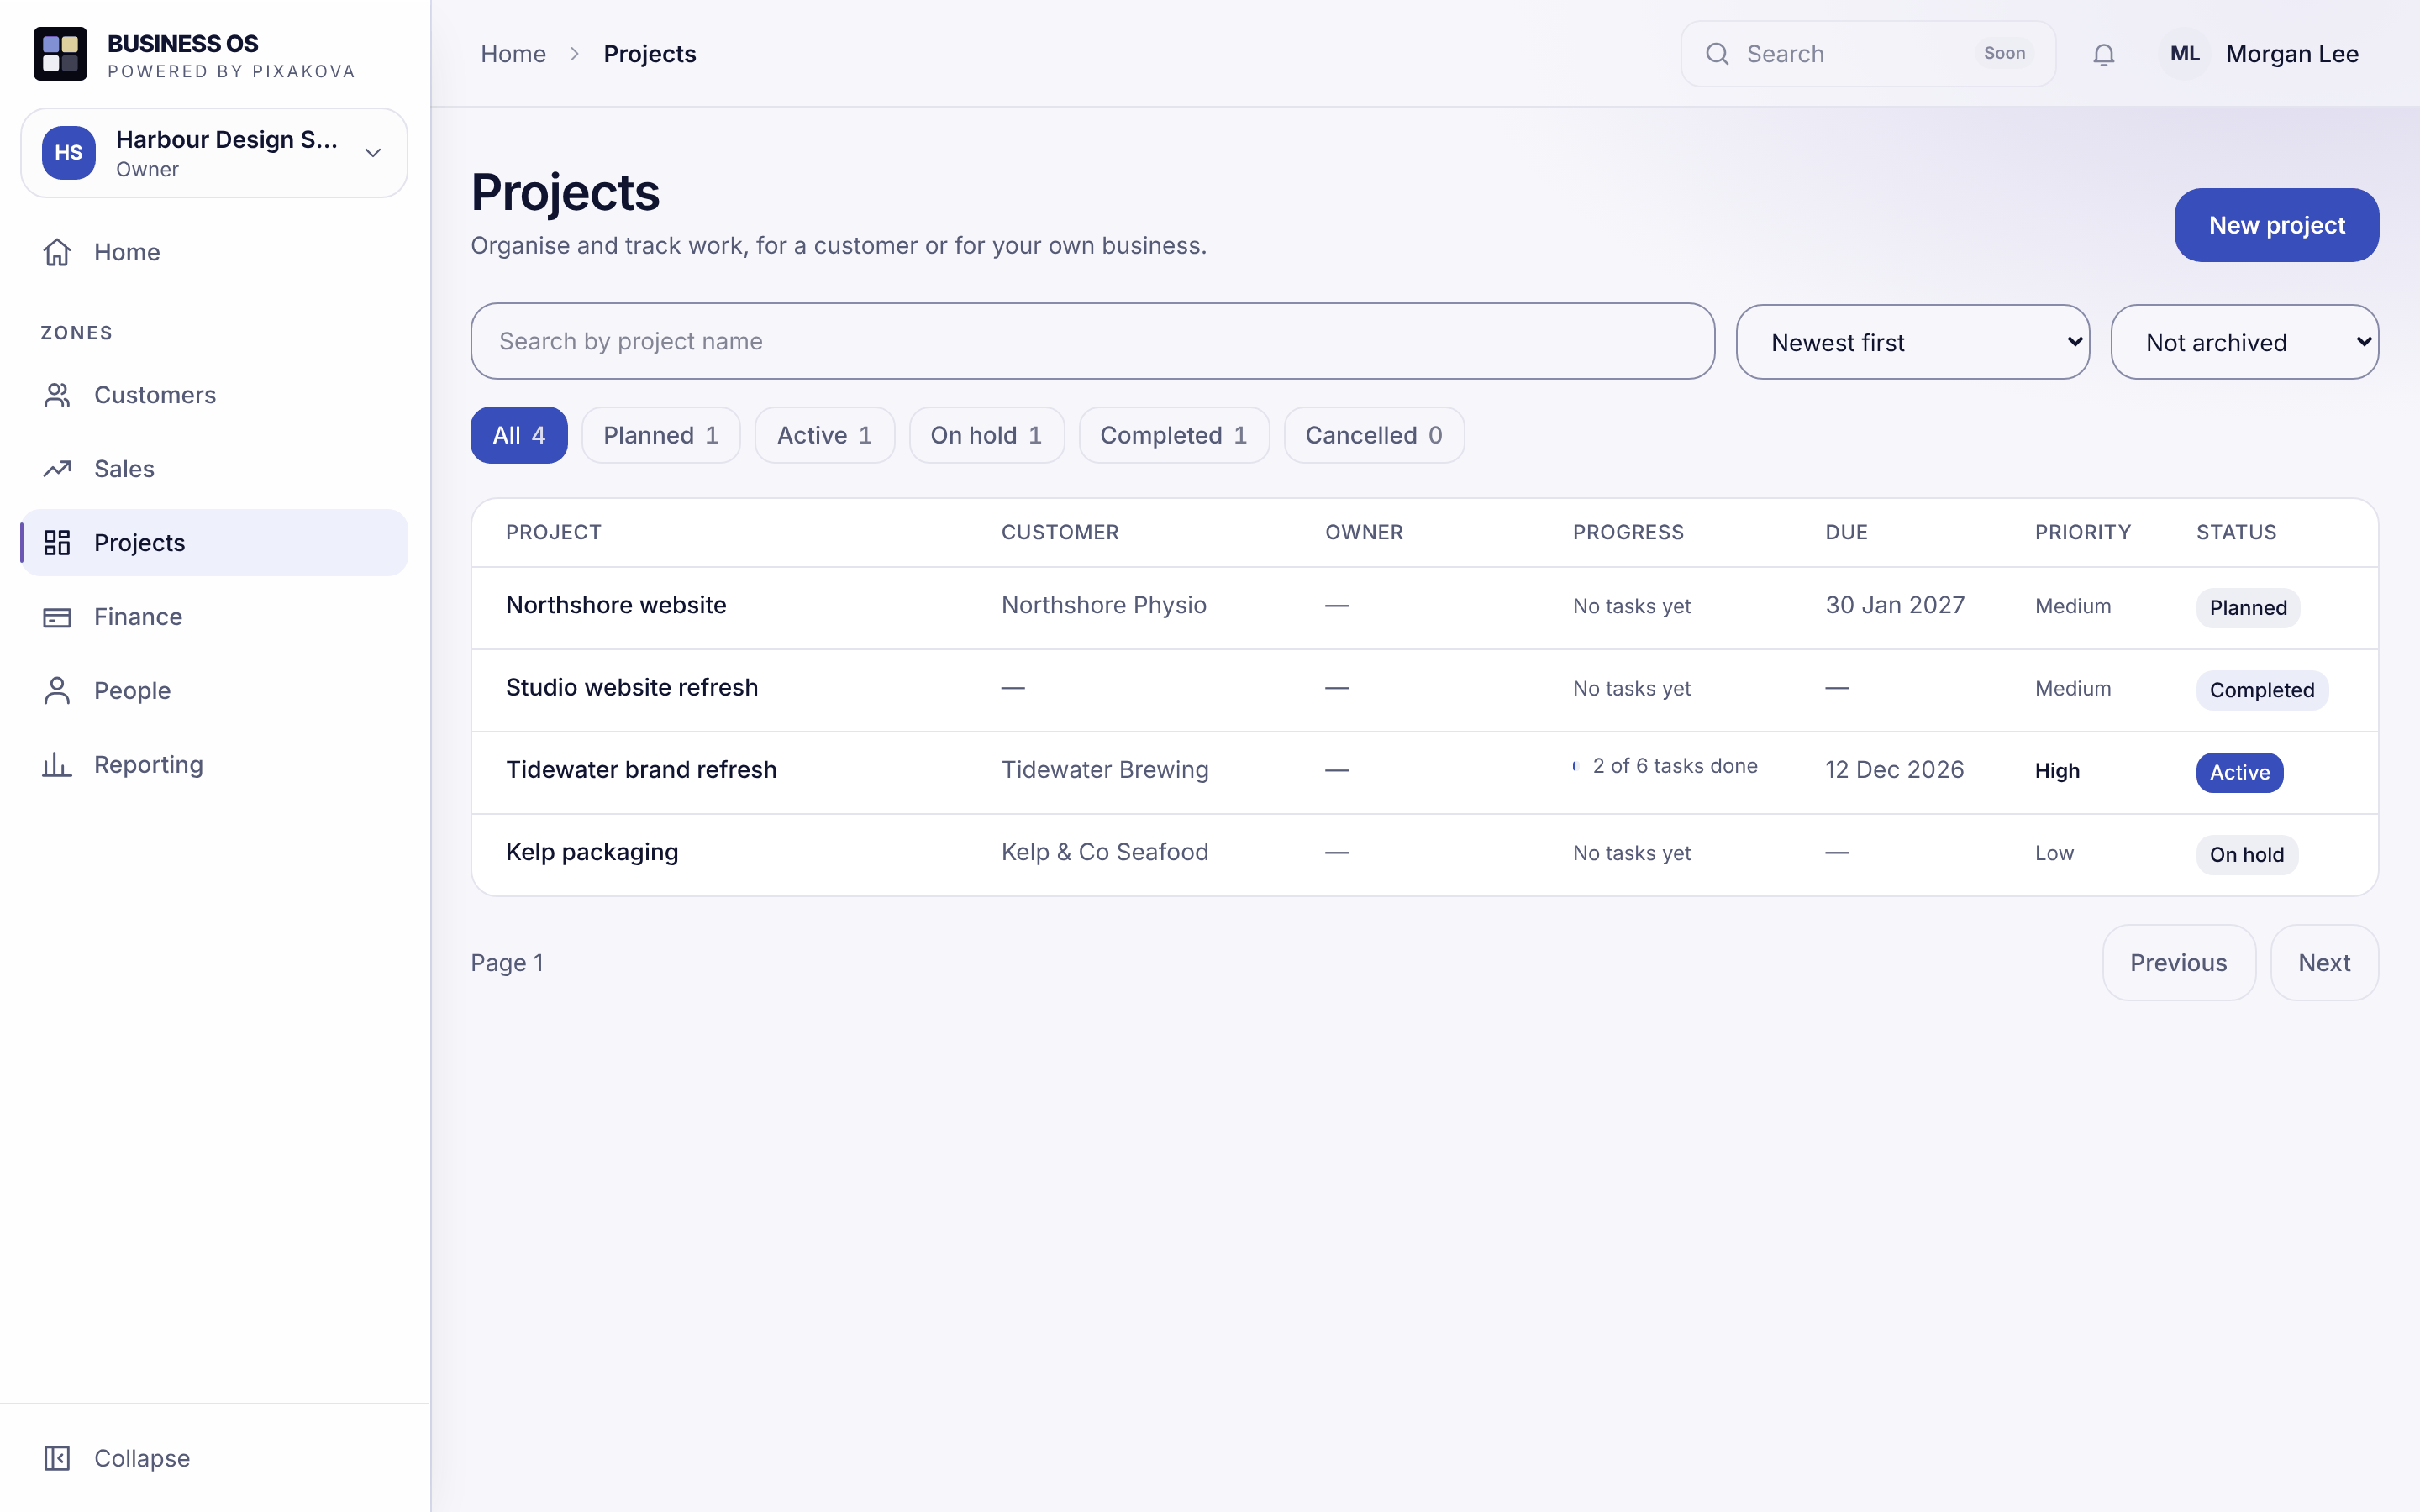 BUSINESS OS
POWERED BY PIXAKOVA
HS
Harbour Design S...
Owner
Home
ZONES
Customers
Sales
Projects
Finance
People
Reporting
Collapse
Home > Projects
Search Soon
ML Morgan Lee
Projects
Organise and track work, for a customer or for your own business.
New project
Search by project name
Newest first
Not archived
All 4 Planned 1 Active 1 On hold 1 Completed 1 Cancelled 0
PROJECT CUSTOMER OWNER PROGRESS DUE PRIORITY STATUS
Northshore website Northshore Physio — No tasks yet 30 Jan 2027 Medium Planned
Studio website refresh — — No tasks yet — Medium Completed
Tidewater brand refresh Tidewater Brewing — 2 of 6 tasks done 12 Dec 2026 High Active
Kelp packaging Kelp & Co Seafood — No tasks yet — Low On hold
Page 1
Previous Next